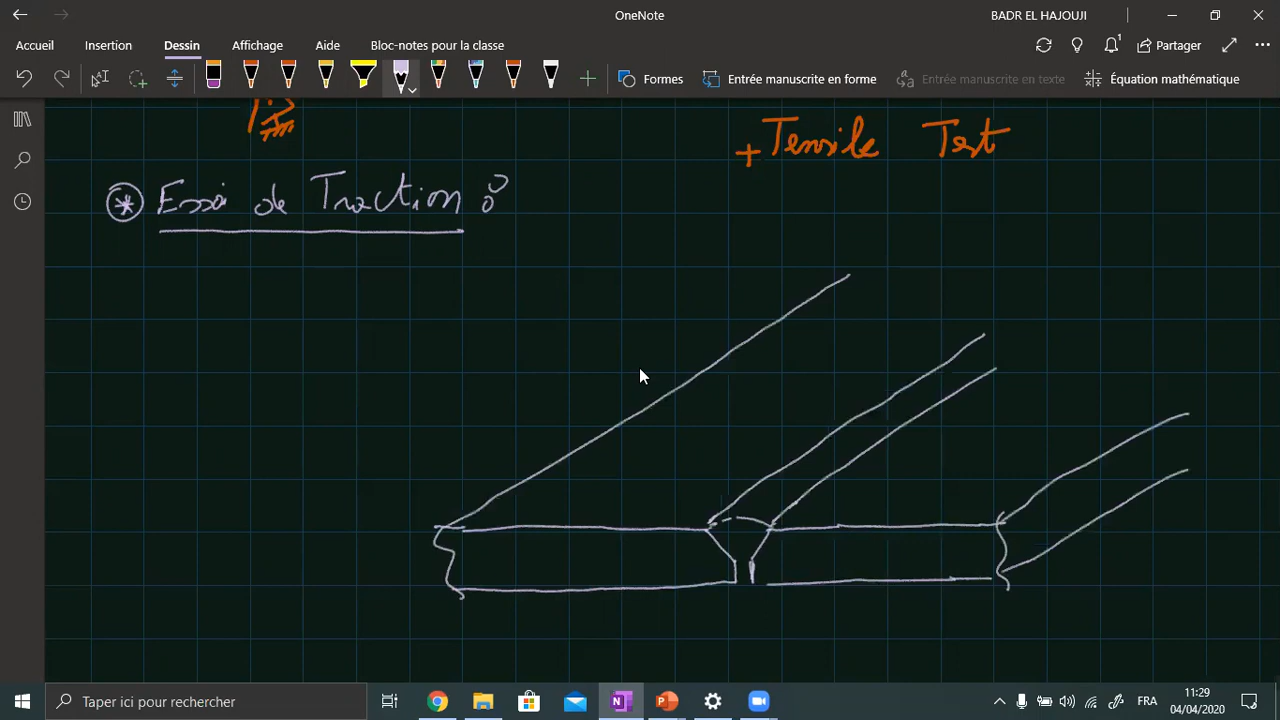 OneNote
BADR EL HAJOUJI
Accueil Insertion Dessin Affichage Aide Bloc-notes pour la classe
Partager
Formes Entrée manuscrite en forme Entrée manuscrite en texte Équation mathématique
+ Tensile Test
* Essai de Traction :
Taper ici pour rechercher
FRA
11:29
04/04/2020